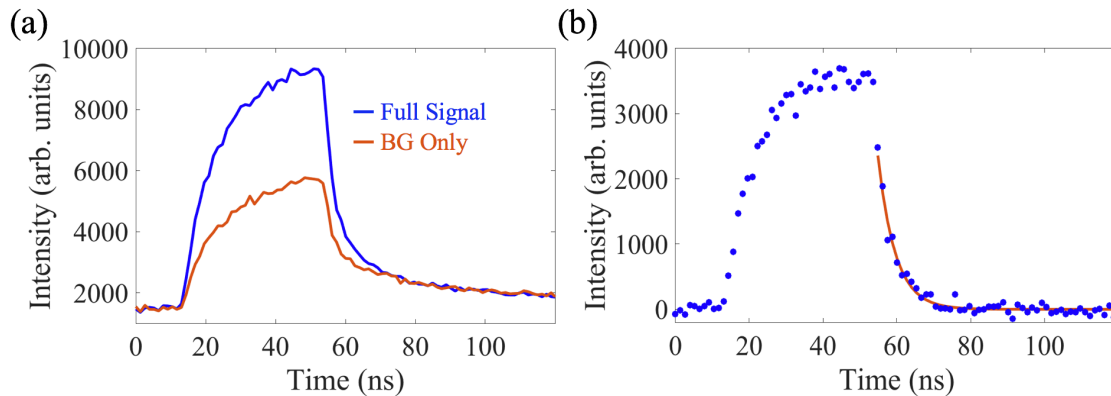 (a)
Intensity (arb. units)
10000
8000
6000
4000
2000
Full Signal
BG Only
0 20 40 60 80 100
Time (ns)
(b)
Intensity (arb. units)
4000
3000
2000
1000
0
0 20 40 60 80 100
Time (ns)